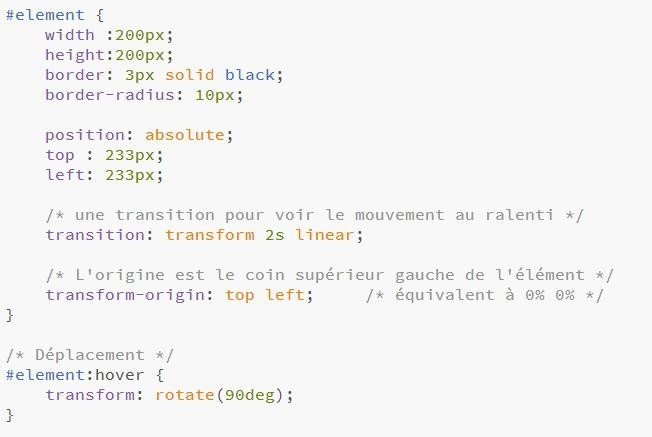 #element {
    width :200px;
    height:200px;
    border: 3px solid black;
    border-radius: 10px;

    position: absolute;
    top : 233px;
    left: 233px;

    /* une transition pour voir le mouvement au ralenti */
    transition: transform 2s linear;

    /* L'origine est le coin supérieur gauche de l'élément */
    transform-origin: top left;     /* équivalent à 0% 0% */
}

/* Déplacement */
#element:hover {
    transform: rotate(90deg);
}